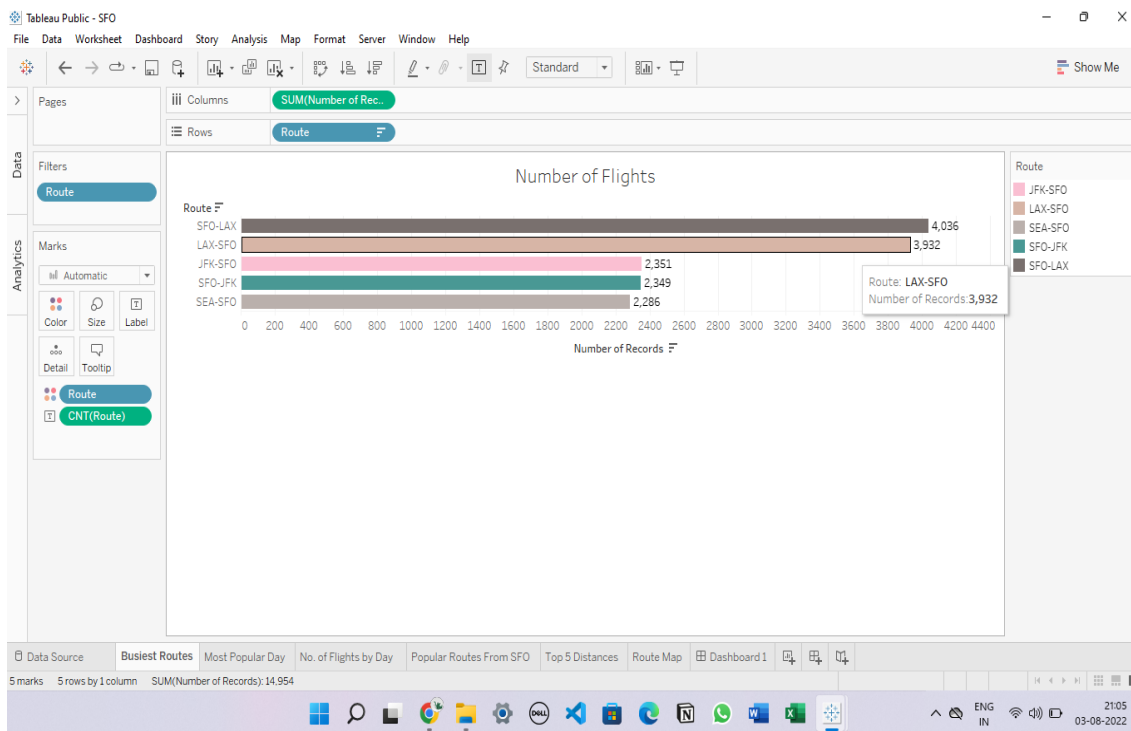 Tableau Public - SFO
File Data Worksheet Dashboard Story Analysis Map Format Server Window Help
Standard
Show Me
Pages
Columns
SUM(Number of Rec..
Rows
Route
Data
Analytics
Filters
Route
Marks
Automatic
Color Size Label
Detail Tooltip
Route
CNT(Route)
Number of Flights
Route
SFO-LAX 4,036
LAX-SFO 3,932
JFK-SFO 2,351
SFO-JFK 2,349
SEA-SFO 2,286
0 200 400 600 800 1000 1200 1400 1600 1800 2000 2200 2400 2600 2800 3000 3200 3400 3600 3800 4000 4200 4400
Number of Records
Route: LAX-SFO
Number of Records:3,932
Route
JFK-SFO
LAX-SFO
SEA-SFO
SFO-JFK
SFO-LAX
Data Source Busiest Routes Most Popular Day No. of Flights by Day Popular Routes From SFO Top 5 Distances Route Map Dashboard 1
5 marks 5 rows by 1 column SUM(Number of Records): 14.954
DELL
ENG
IN
21:05
03-08-2022